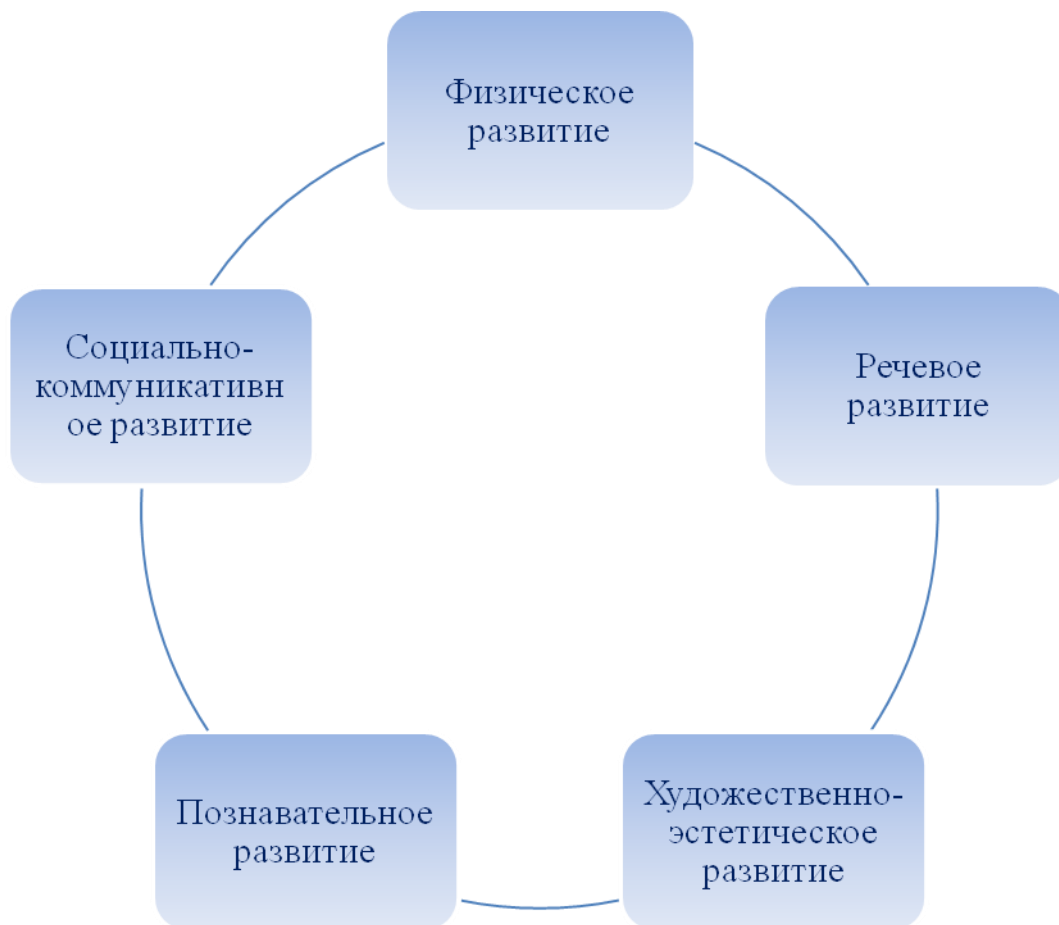 Физическое
развитие
Речевое
развитие
Художественно-
эстетическое
развитие
Познавательное
развитие
Социально-
коммуникативн
ое развитие